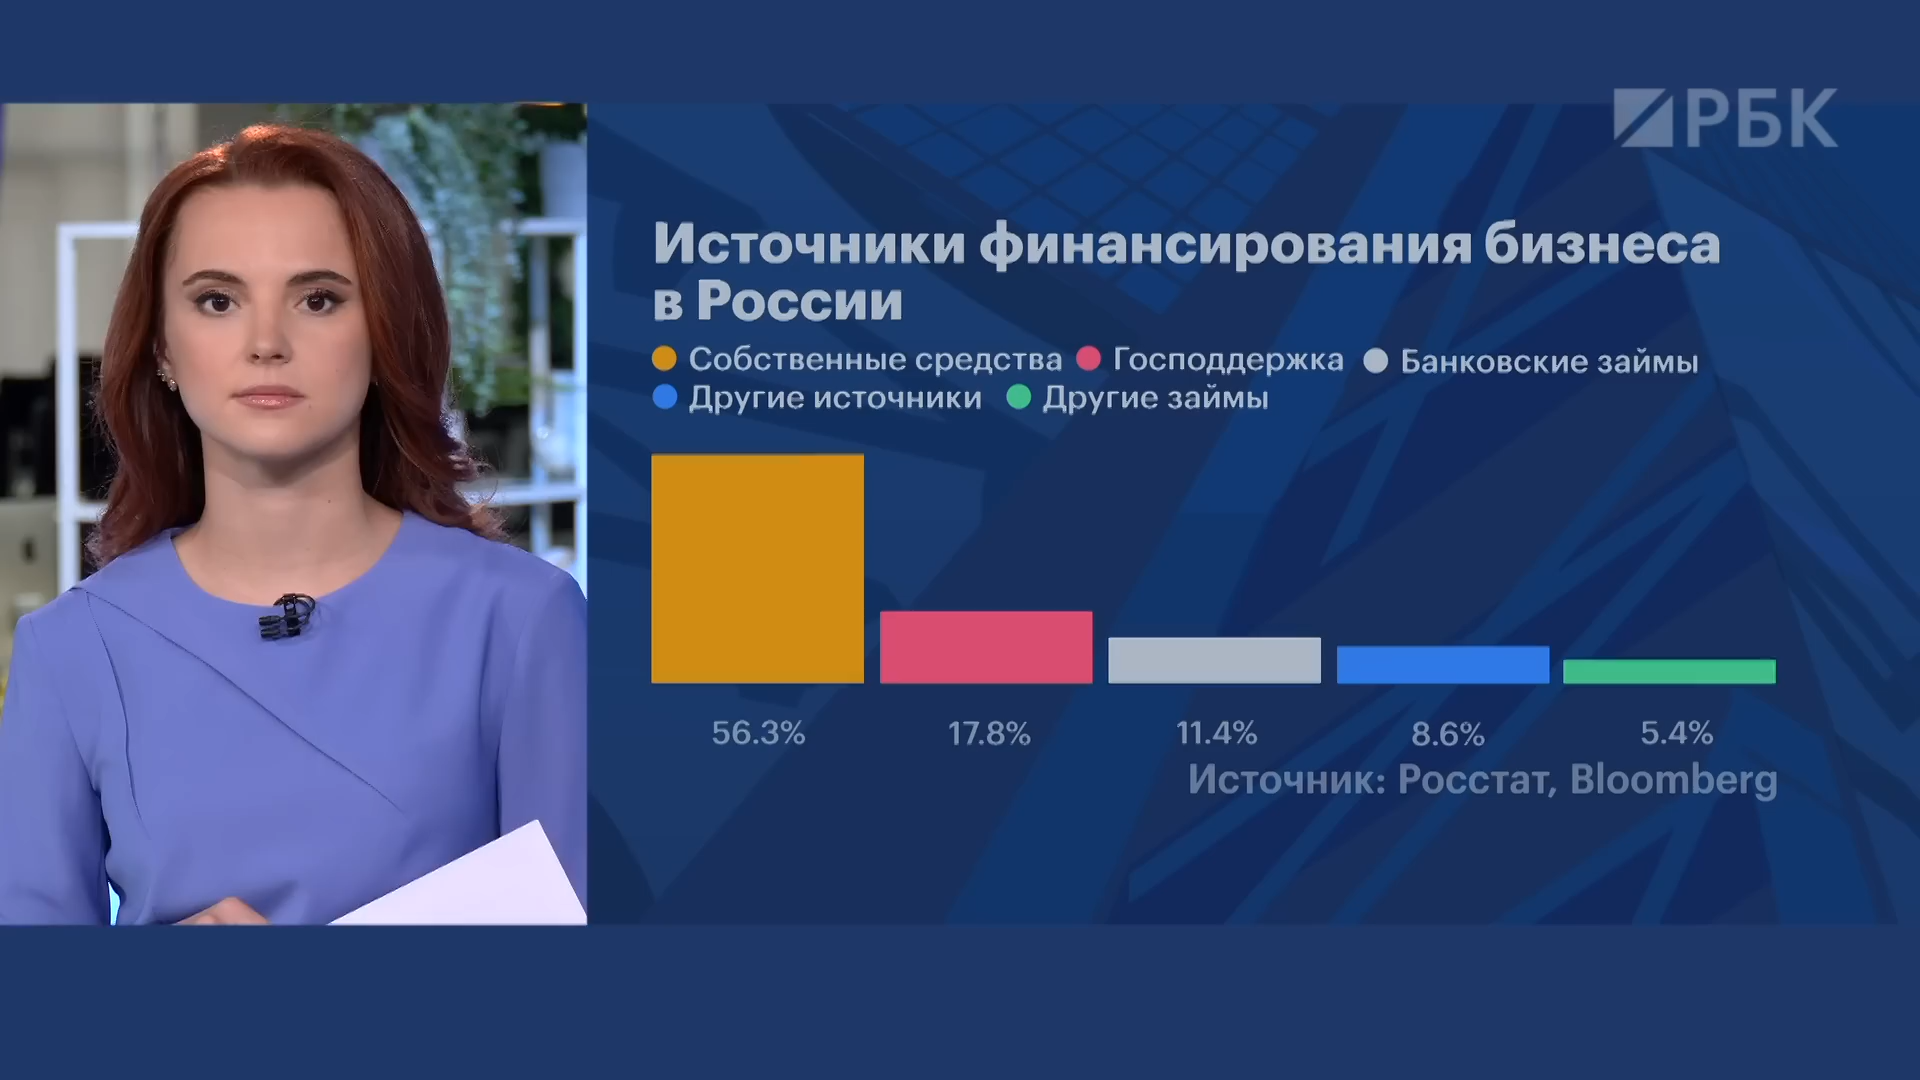 РБК
Источники финансирования бизнеса
в России
Собственные средства Господдержка Банковские займы
Другие источники Другие займы
56.3% 17.8% 11.4% 8.6% 5.4%
Источник: Росстат, Bloomberg